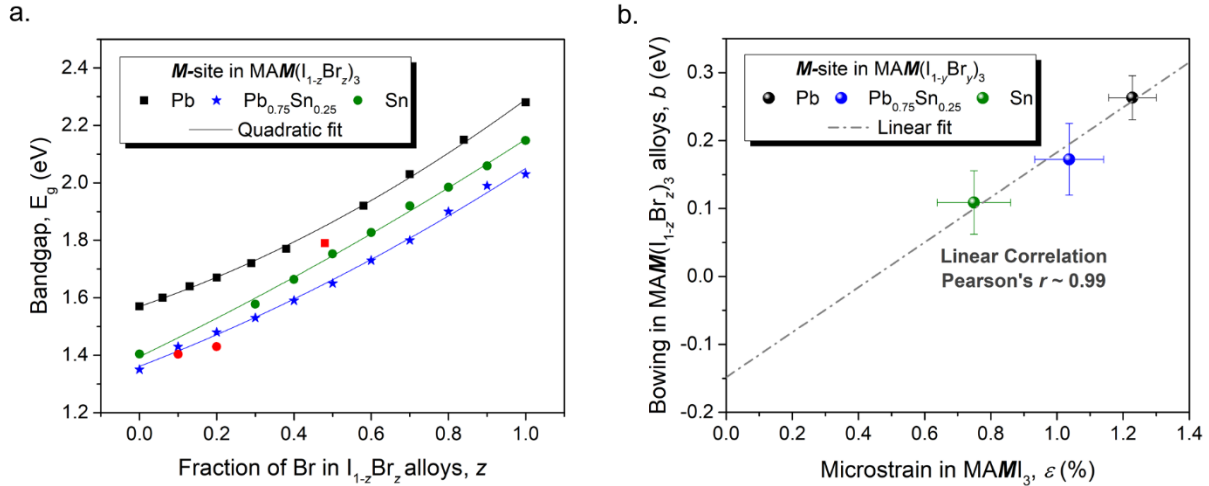 a.
M-site in MAM(I1-zBrz)3
Pb Pb0.75Sn0.25 Sn
Quadratic fit
Bandgap, Eg (eV)
2.4
2.2
2.0
1.8
1.6
1.4
1.2
0.0 0.2 0.4 0.6 0.8 1.0
Fraction of Br in I1-zBrz alloys, z
b.
M-site in MAM(I1-yBry)3
Pb Pb0.75Sn0.25 Sn
Linear fit
Bowing in MAM(I1-zBrz)3 alloys, b (eV)
0.3
0.2
0.1
0.0
-0.1
-0.2
Linear Correlation
Pearson's r ~ 0.99
0.0 0.2 0.4 0.6 0.8 1.0 1.2 1.4
Microstrain in MAMI3, ε (%)